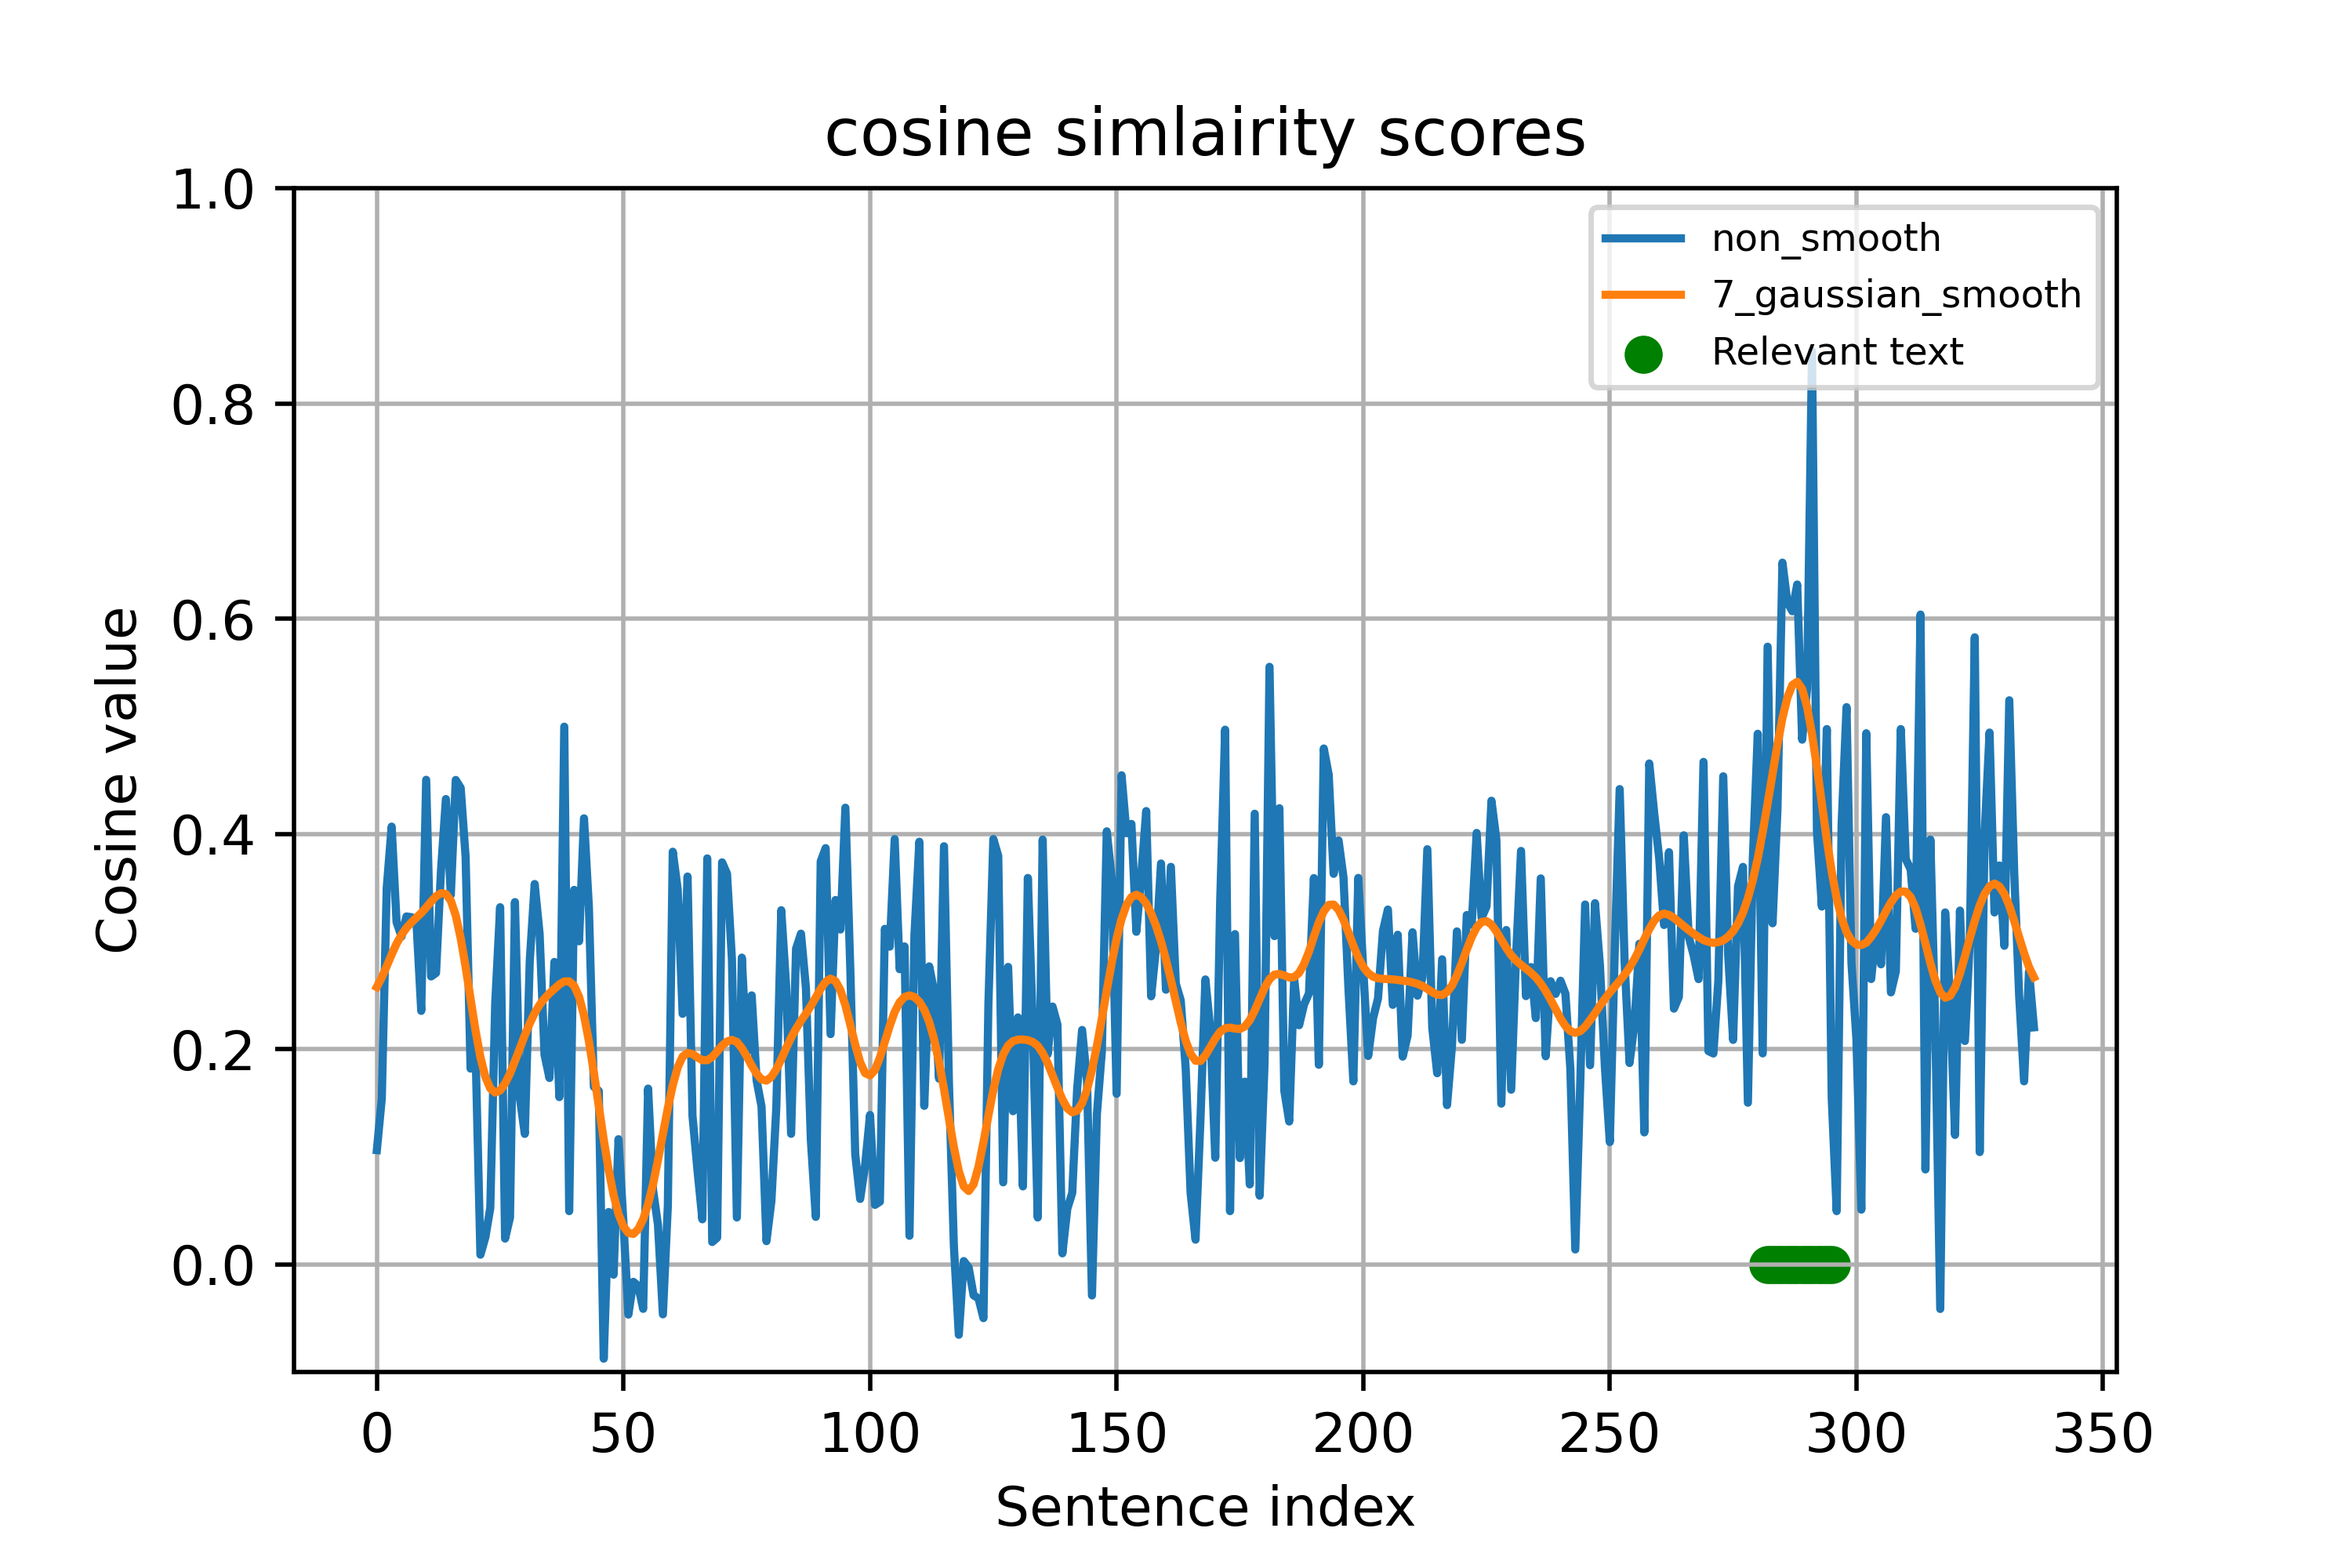 cosine simlairity scores
1.0
non_smooth
7_gaussian_smooth
Relevant text
0.8
0.6
Cosine value
0.4
0.2
0.0
0 50 100 150 200 250 300 350
Sentence index